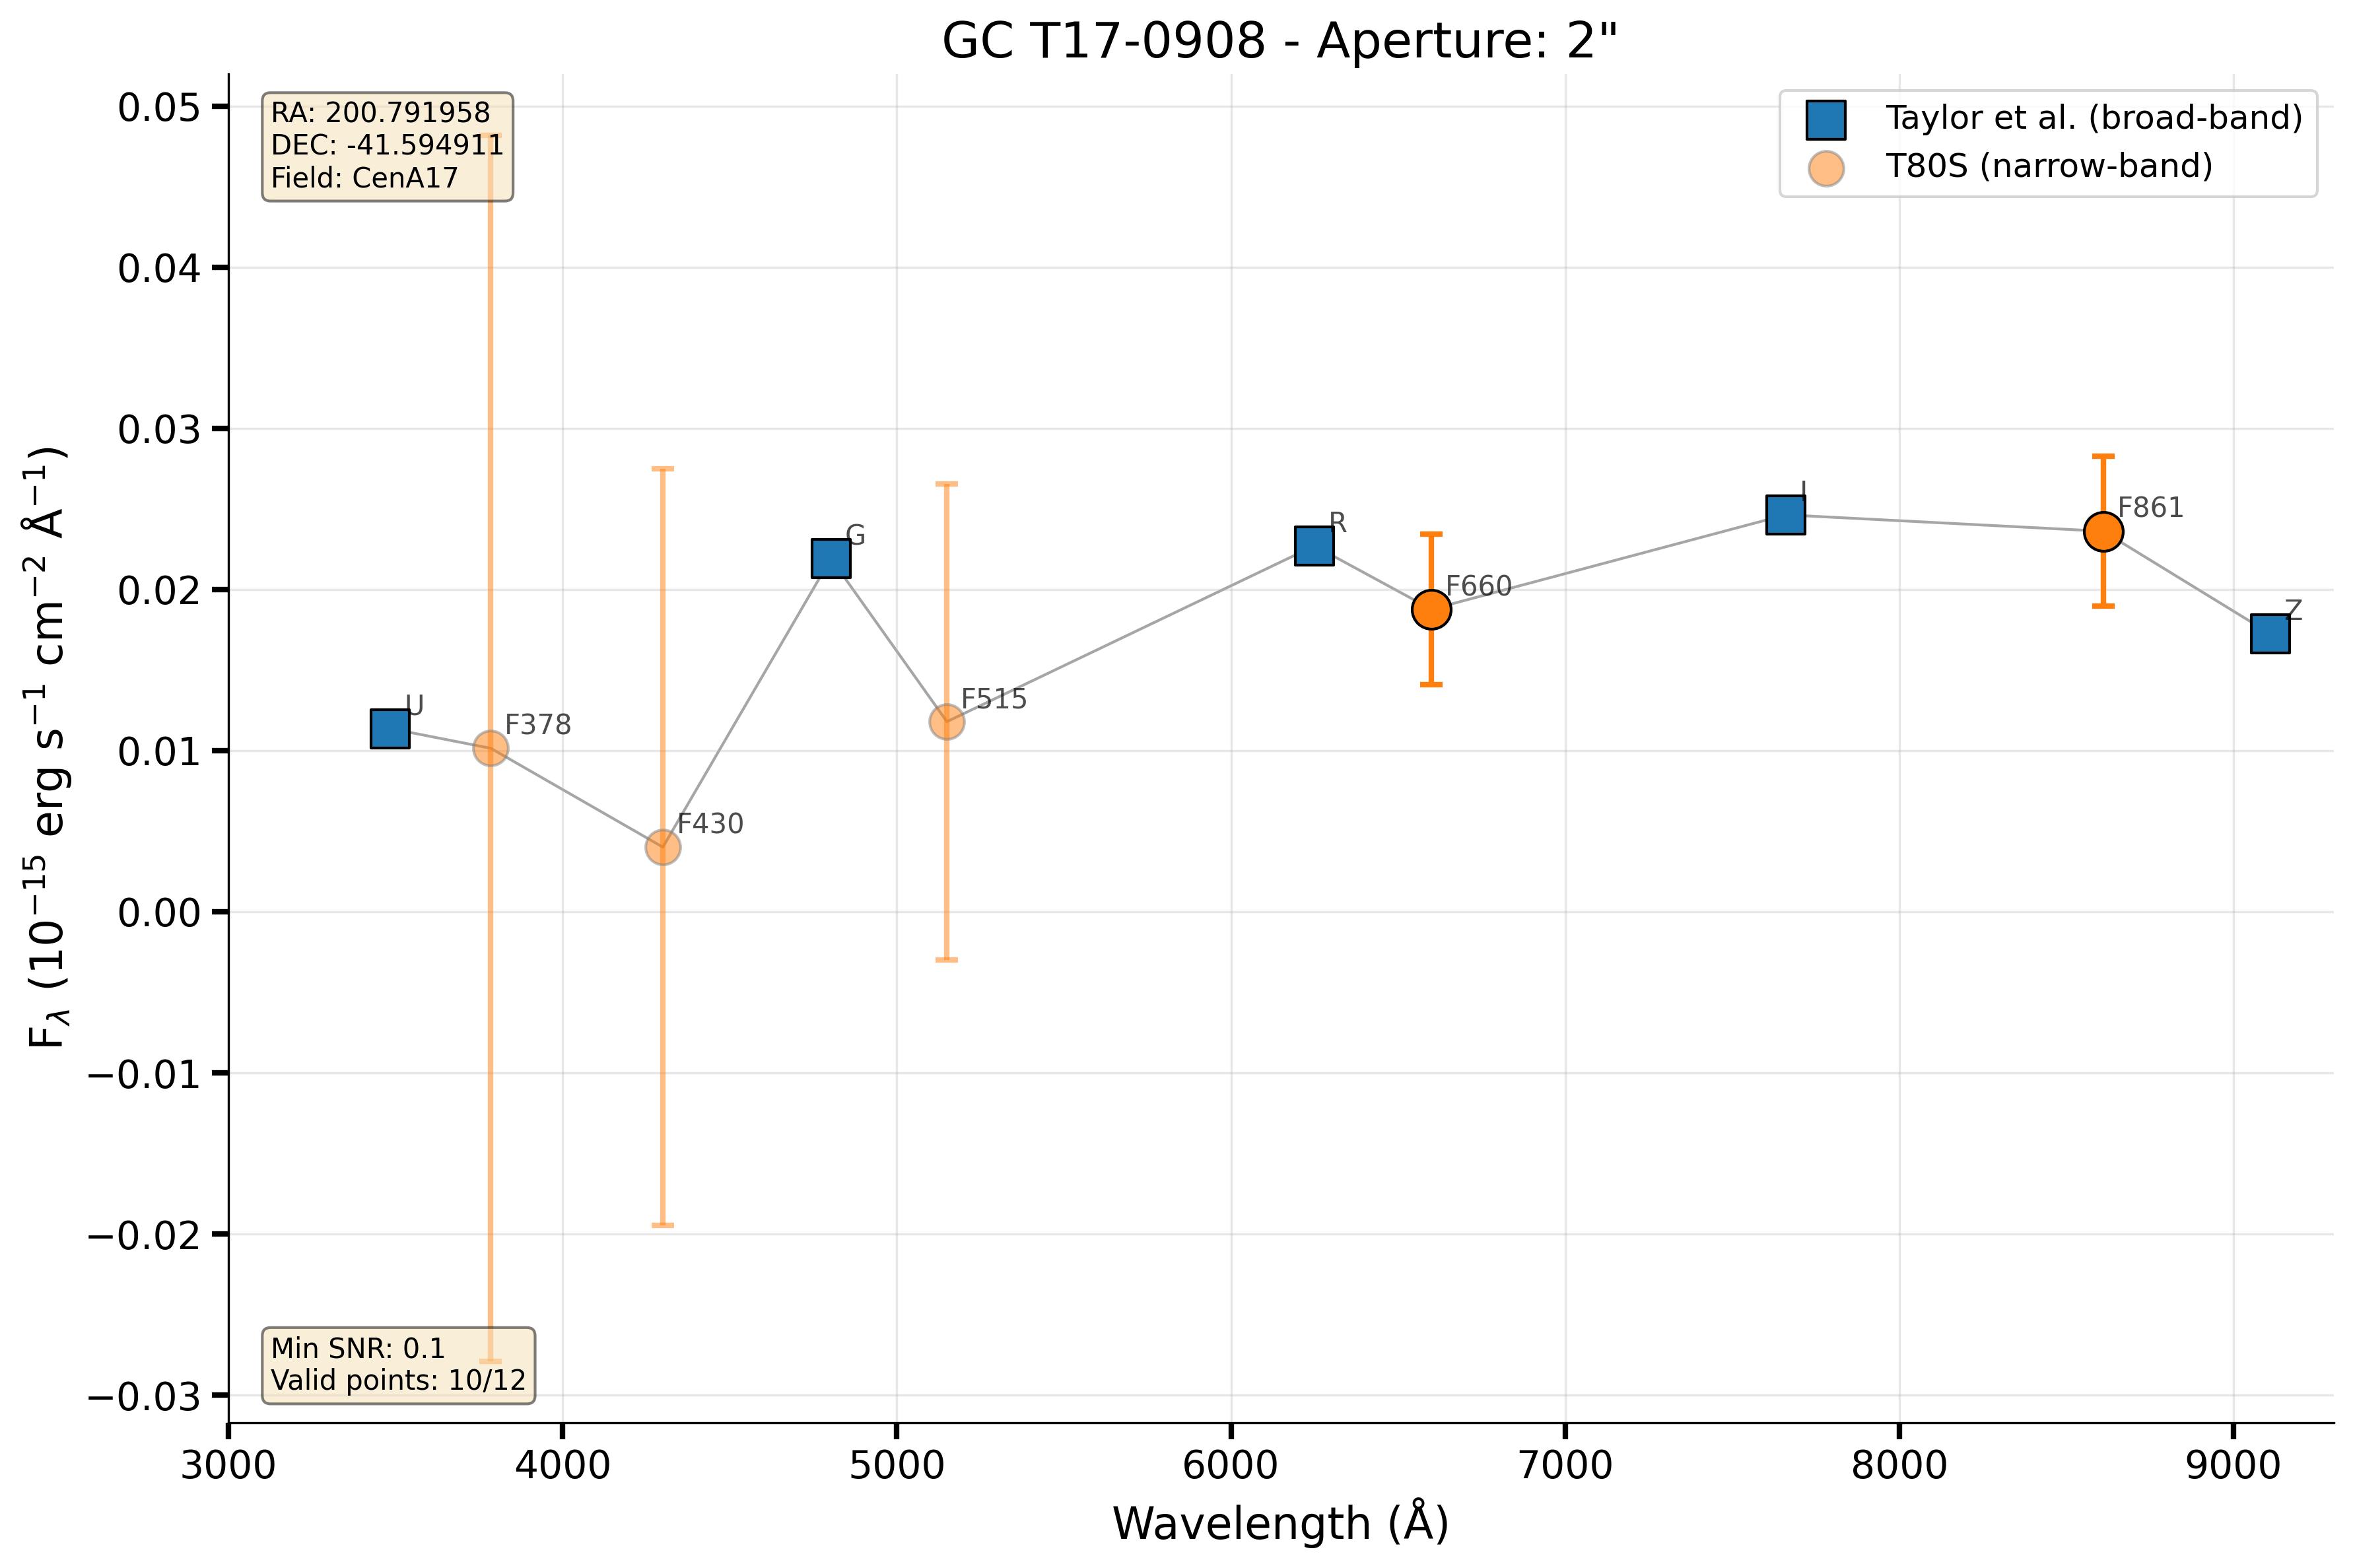 GC T17-0908 - Aperture: 2"
RA: 200.791958
DEC: -41.594911
Field: CenA17
Taylor et al. (broad-band)
T80S (narrow-band)
0.05
0.04
0.03
0.02
0.01
0.00
−0.01
−0.02
−0.03
F_λ (10⁻¹⁵ erg s⁻¹ cm⁻² Å⁻¹)
U
F378
F430
G
F515
R
F660
I
F861
Z
Min SNR: 0.1
Valid points: 10/12
3000 4000 5000 6000 7000 8000 9000
Wavelength (Å)